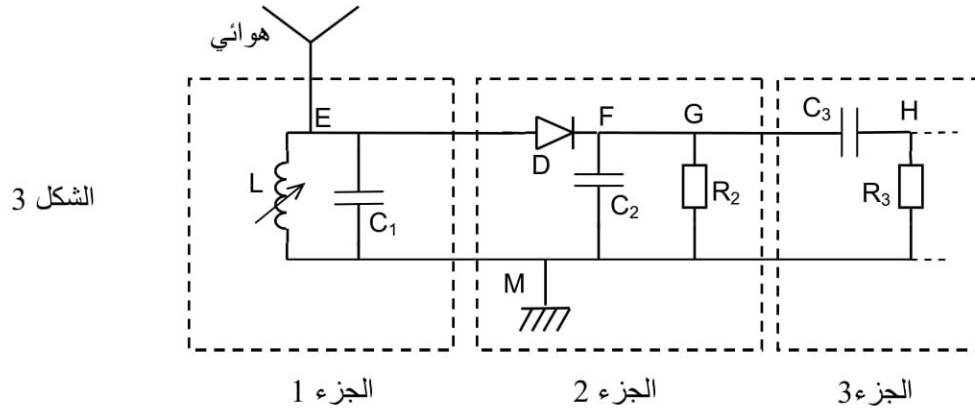 هوائي
E
F
G
C₃
H
D
L
C₁
C₂
R₂
R₃
الشكل 3
M
الجزء 1
الجزء 2
الجزء3